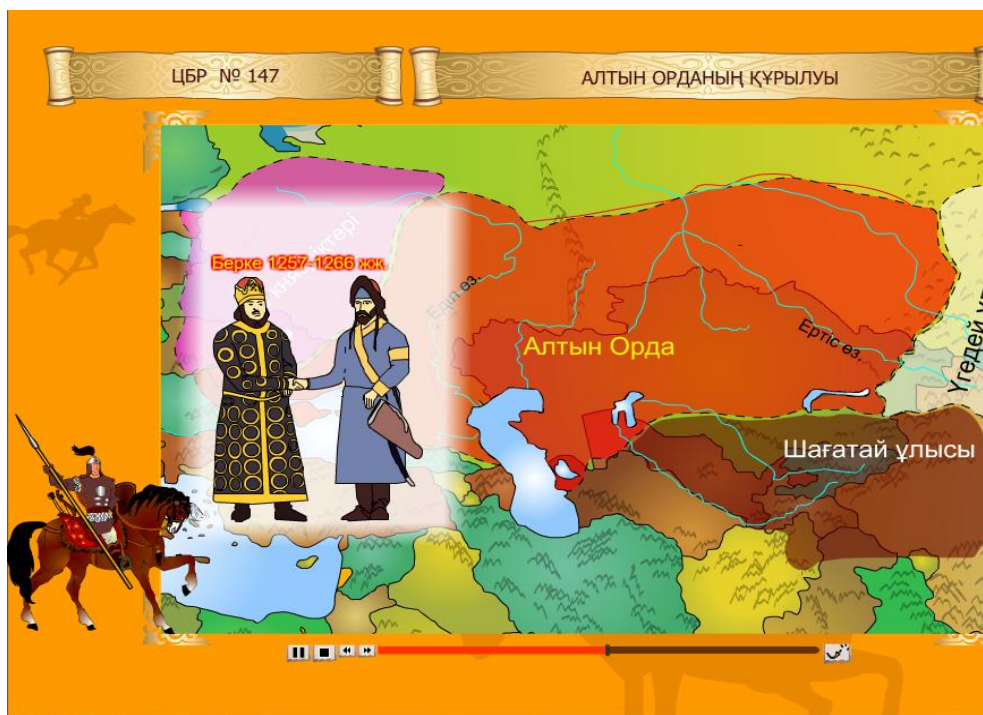 ЦБР № 147
АЛТЫН ОРДАНЫҢ ҚҰРЫЛУЫ
Берке 1257-1266 жж.
Еділ өз.
Алтын Орда
Ертіс өз.
Шағатай ұлысы
Үгедей